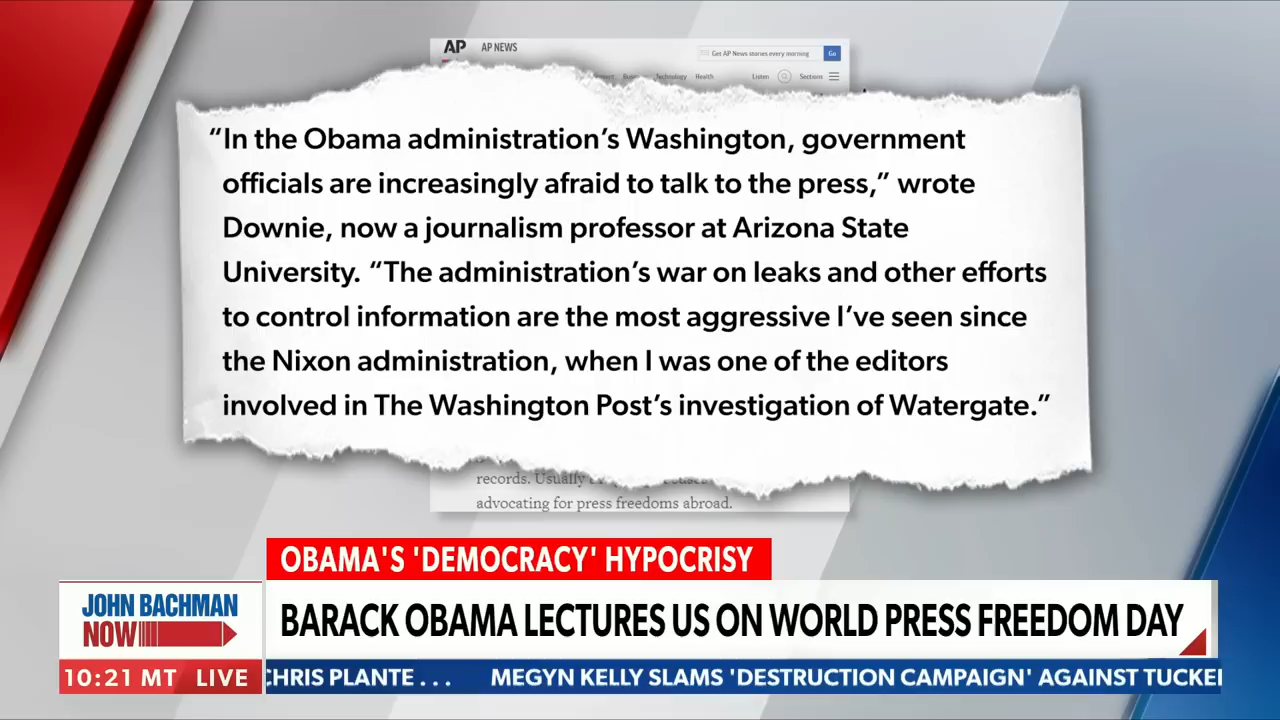 AP AP NEWS
Get AP News stories every morning Go
Technology Health Listen Sections
“In the Obama administration’s Washington, government
officials are increasingly afraid to talk to the press,” wrote
Downie, now a journalism professor at Arizona State
University. “The administration’s war on leaks and other efforts
to control information are the most aggressive I’ve seen since
the Nixon administration, when I was one of the editors
involved in The Washington Post’s investigation of Watergate.”
records. Usually
advocating for press freedoms abroad.
OBAMA'S 'DEMOCRACY' HYPOCRISY
BARACK OBAMA LECTURES US ON WORLD PRESS FREEDOM DAY
JOHN BACHMAN
NOW
10:21 MT LIVE
CHRIS PLANTE . . . MEGYN KELLY SLAMS 'DESTRUCTION CAMPAIGN' AGAINST TUCKE